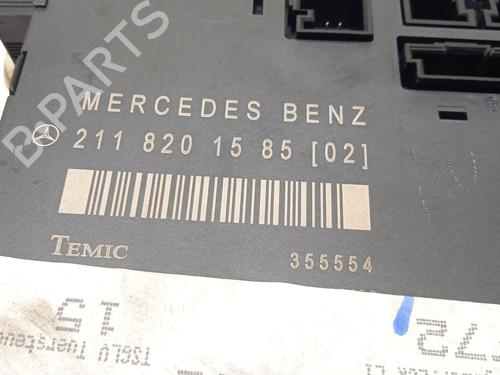 B-PARTS
MERCEDES BENZ
211 820 15 85 [02]
TEMIC
355554